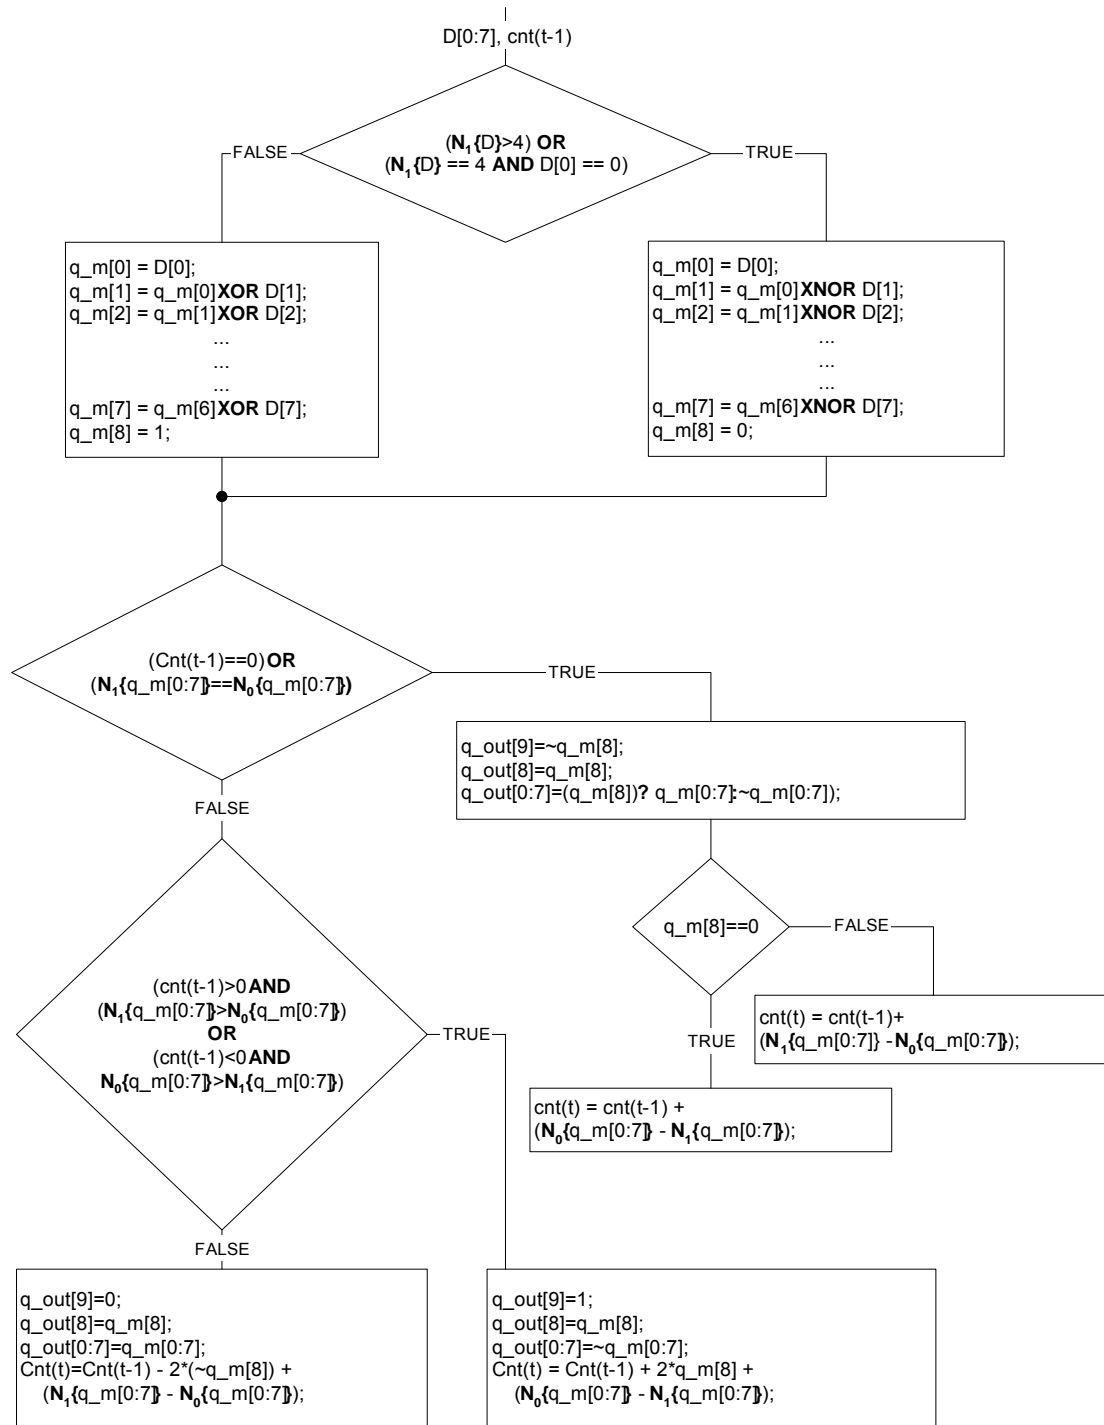 D[0:7], cnt(t-1)
(N₁{D}>4) OR
(N₁{D} == 4 AND D[0] == 0)
FALSE
TRUE
q_m[0] = D[0];
q_m[1] = q_m[0]XOR D[1];
q_m[2] = q_m[1]XOR D[2];
...
...
...
q_m[7] = q_m[6]XOR D[7];
q_m[8] = 1;
q_m[0] = D[0];
q_m[1] = q_m[0]XNOR D[1];
q_m[2] = q_m[1]XNOR D[2];
...
...
...
q_m[7] = q_m[6]XNOR D[7];
q_m[8] = 0;
(Cnt(t-1)==0)OR
(N₁{q_m[0:7]}==N₀{q_m[0:7]})
TRUE
FALSE
q_out[9]=~q_m[8];
q_out[8]=q_m[8];
q_out[0:7]=(q_m[8])? q_m[0:7]:~q_m[0:7]);
q_m[8]==0
FALSE
TRUE
cnt(t) = cnt(t-1)+
(N₁{q_m[0:7]} -N₀{q_m[0:7]});
cnt(t) = cnt(t-1) +
(N₀{q_m[0:7]} - N₁{q_m[0:7]});
(cnt(t-1)>0AND
(N₁{q_m[0:7]}>N₀{q_m[0:7]})
OR
(cnt(t-1)<0AND
N₀{q_m[0:7]}>N₁{q_m[0:7]})
TRUE
FALSE
q_out[9]=0;
q_out[8]=q_m[8];
q_out[0:7]=q_m[0:7];
Cnt(t)=Cnt(t-1) - 2*(~q_m[8]) +
(N₁{q_m[0:7]} - N₀{q_m[0:7]});
q_out[9]=1;
q_out[8]=q_m[8];
q_out[0:7]=~q_m[0:7];
Cnt(t) = Cnt(t-1) + 2*q_m[8] +
(N₀{q_m[0:7]} - N₁{q_m[0:7]});